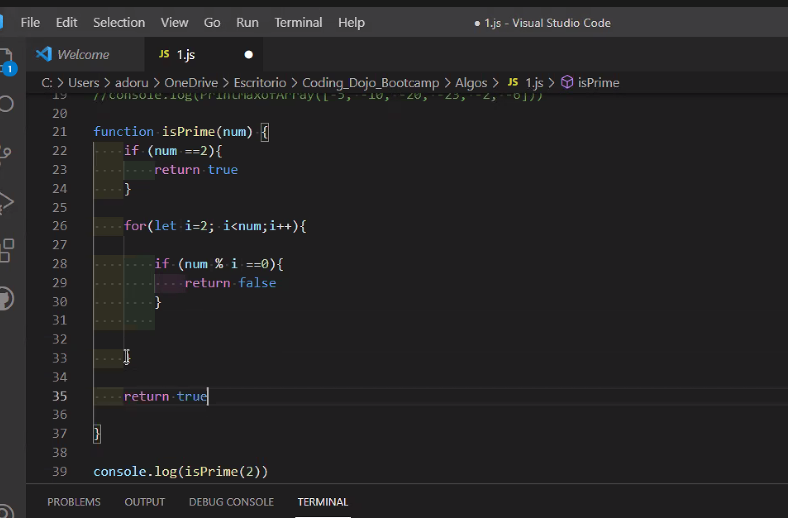 File Edit Selection View Go Run Terminal Help
● 1.js - Visual Studio Code
Welcome
JS 1.js ●
1
C: > Users > adoru > OneDrive > Escritorio > Coding_Dojo_Bootcamp > Algos > JS 1.js > isPrime
19 //console.log(PrintMaxofArray([-5, -10, -20, -23, -2, -6]))
20
21 function isPrime(num) {
22 if (num ==2){
23 return true
24 }
25
26 for(let i=2; i<num;i++){
27
28 if (num % i ==0){
29 return false
30 }
31
32
33 }
34
35 return true
36
37 }
38
39 console.log(isPrime(2))
PROBLEMS OUTPUT DEBUG CONSOLE TERMINAL